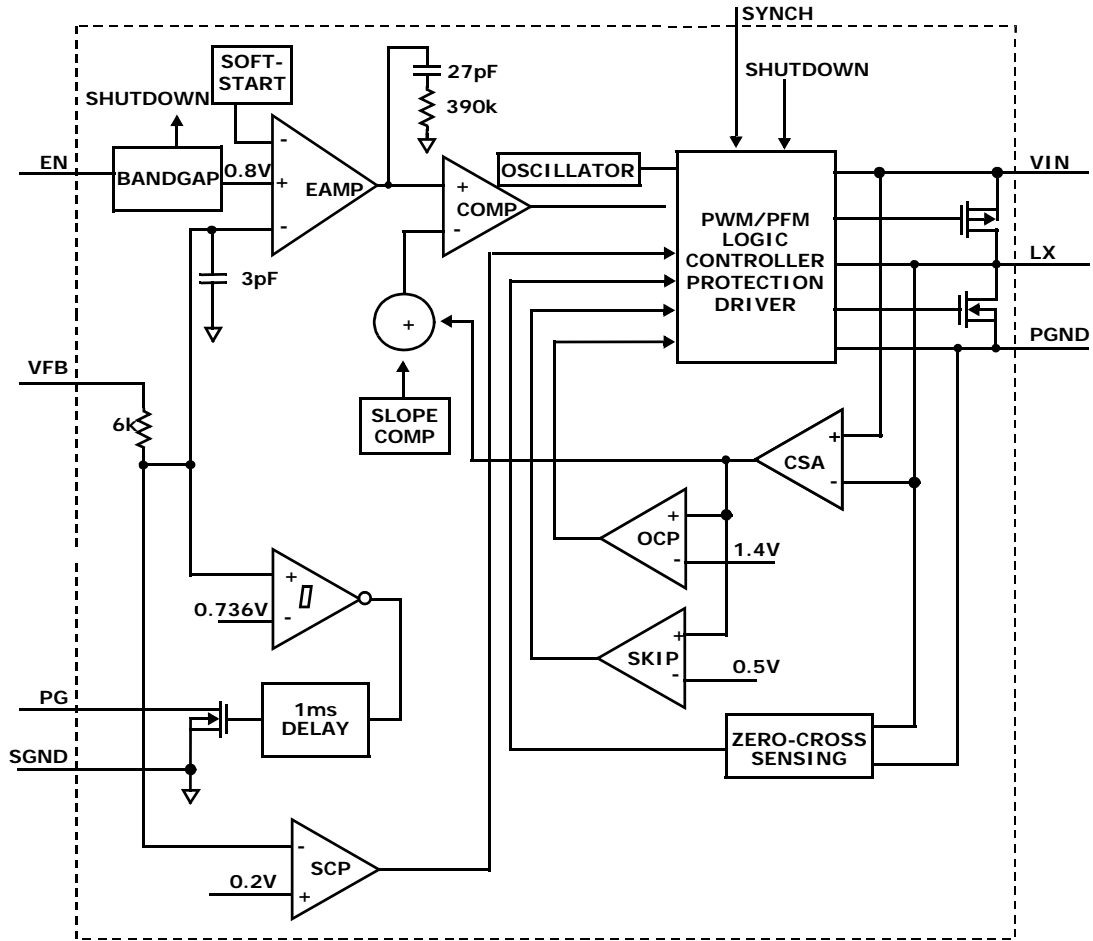 SYNCH
SOFT-
START
27pF
SHUTDOWN
SHUTDOWN
390k
-
EN
BANDGAP
0.8V
+
EAMP
OSCILLATOR
VIN
+
COMP
-
-
PWM/PFM
LOGIC
CONTROLLER
PROTECTION
DRIVER
LX
3pF
+
PGND
VFB
6k
SLOPE
COMP
+
CSA
-
+
OCP
-
1.4V
+
0.736V
-
+
SKIP
-
0.5V
PG
1ms
DELAY
SGND
ZERO-CROSS
SENSING
-
SCP
0.2V
+